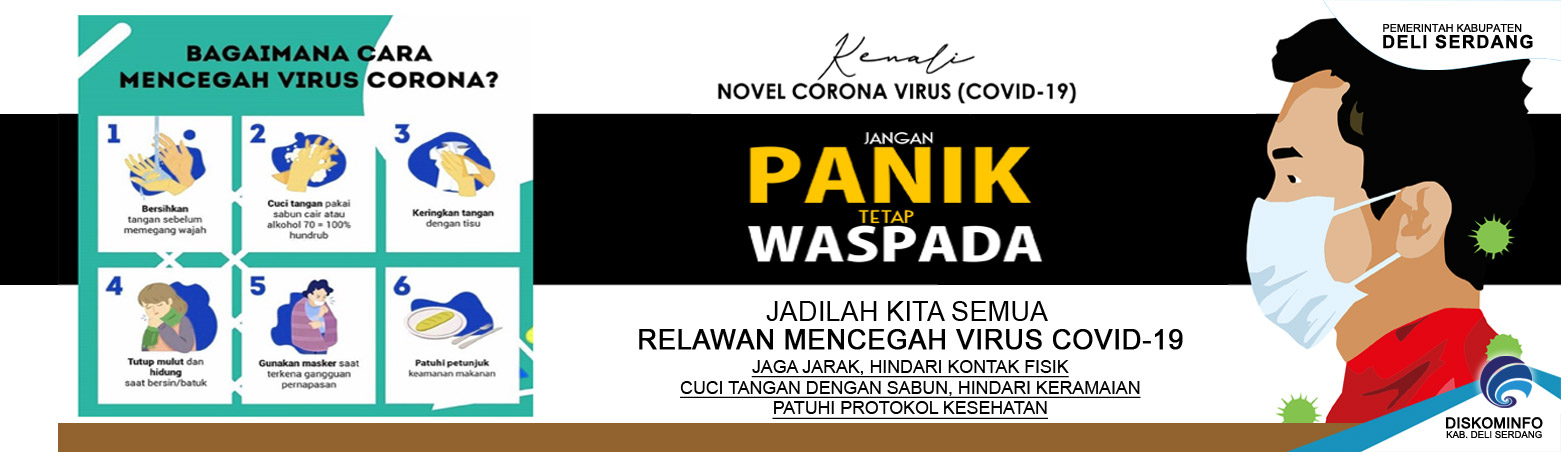 BAGAIMANA CARA
MENCEGAH VIRUS CORONA?
1
Bersihkan
tangan sebelum
memegang wajah
2
Cuci tangan pakai
sabun cair atau
alkohol 70 = 100%
hundrub
3
Keringkan tangan
dengan tisu
4
Tutup mulut dan
hidung
saat bersin/batuk
5
Gunakan masker saat
terkena gangguan
pernapasan
6
Patuhi petunjuk
keamanan makanan
Kenali
NOVEL CORONA VIRUS (COVID-19)
JANGAN
PANIK
TETAP
WASPADA
JADILAH KITA SEMUA
RELAWAN MENCEGAH VIRUS COVID-19
JAGA JARAK, HINDARI KONTAK FISIK
CUCI TANGAN DENGAN SABUN, HINDARI KERAMAIAN
PATUHI PROTOKOL KESEHATAN
PEMERINTAH KABUPATEN
DELI SERDANG
DISKOMINFO
KAB. DELI SERDANG